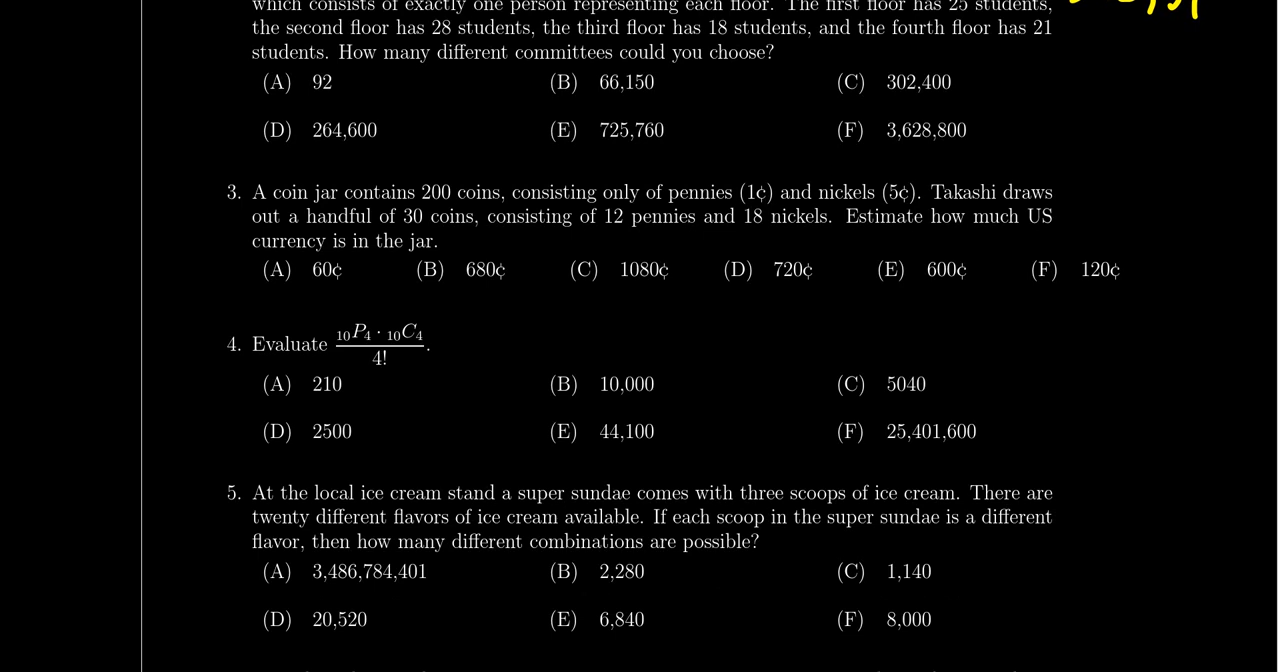 which consists of exactly one person representing each floor. The first floor has 25 students,
the second floor has 28 students, the third floor has 18 students, and the fourth floor has 21
students. How many different committees could you choose?
(A) 92 (B) 66,150 (C) 302,400
(D) 264,600 (E) 725,760 (F) 3,628,800
3. A coin jar contains 200 coins, consisting only of pennies (1¢) and nickels (5¢). Takashi draws
out a handful of 30 coins, consisting of 12 pennies and 18 nickels. Estimate how much US
currency is in the jar.
(A) 60¢ (B) 680¢ (C) 1080¢ (D) 720¢ (E) 600¢ (F) 120¢
4. Evaluate ₁₀P₄ · ₁₀C₄ / 4!.
(A) 210 (B) 10,000 (C) 5040
(D) 2500 (E) 44,100 (F) 25,401,600
5. At the local ice cream stand a super sundae comes with three scoops of ice cream. There are
twenty different flavors of ice cream available. If each scoop in the super sundae is a different
flavor, then how many different combinations are possible?
(A) 3,486,784,401 (B) 2,280 (C) 1,140
(D) 20,520 (E) 6,840 (F) 8,000